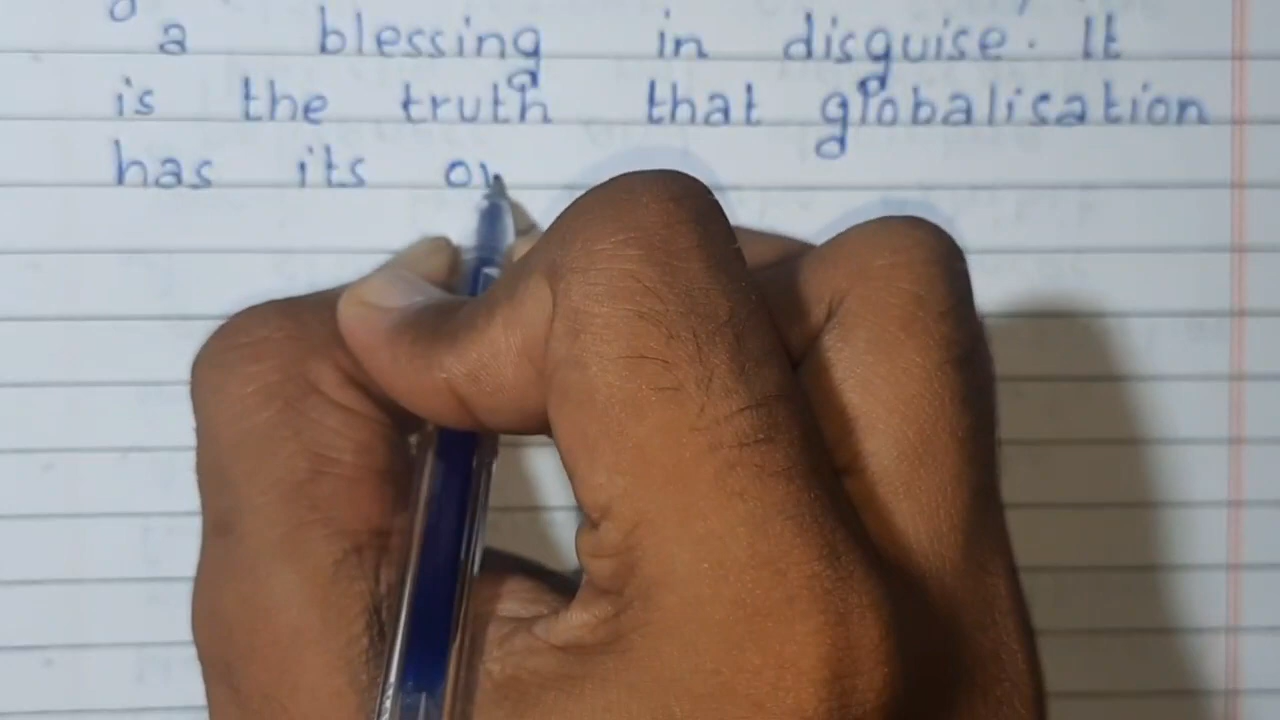 a blessing in disguise. It
is the truth that globalisation
has its